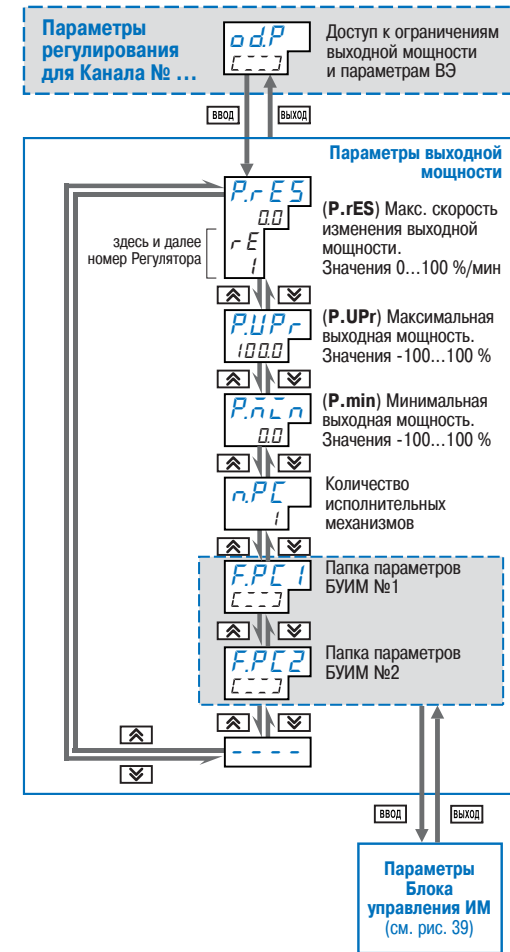 Параметры
регулирования
для Канала № ...
od.P
[---]
Доступ к ограничениям
выходной мощности
и параметрам ВЭ
ВВОД
ВЫХОД
Параметры выходной
мощности
P.rES
0.0
rE
1
здесь и далее
номер Регулятора
(P.rES) Макс. скорость
изменения выходной
мощности.
Значения 0...100 %/мин
P.UPr
100.0
(P.UPr) Максимальная
выходная мощность.
Значения -100...100 %
P.min
0.0
(P.min) Минимальная
выходная мощность.
Значения -100...100 %
n.PC
1
Количество
исполнительных
механизмов
F.PC1
[---]
Папка параметров
БУИМ №1
F.PC2
[---]
Папка параметров
БУИМ №2
----
ВВОД
ВЫХОД
Параметры
Блока
управления ИМ
(см. рис. 39)